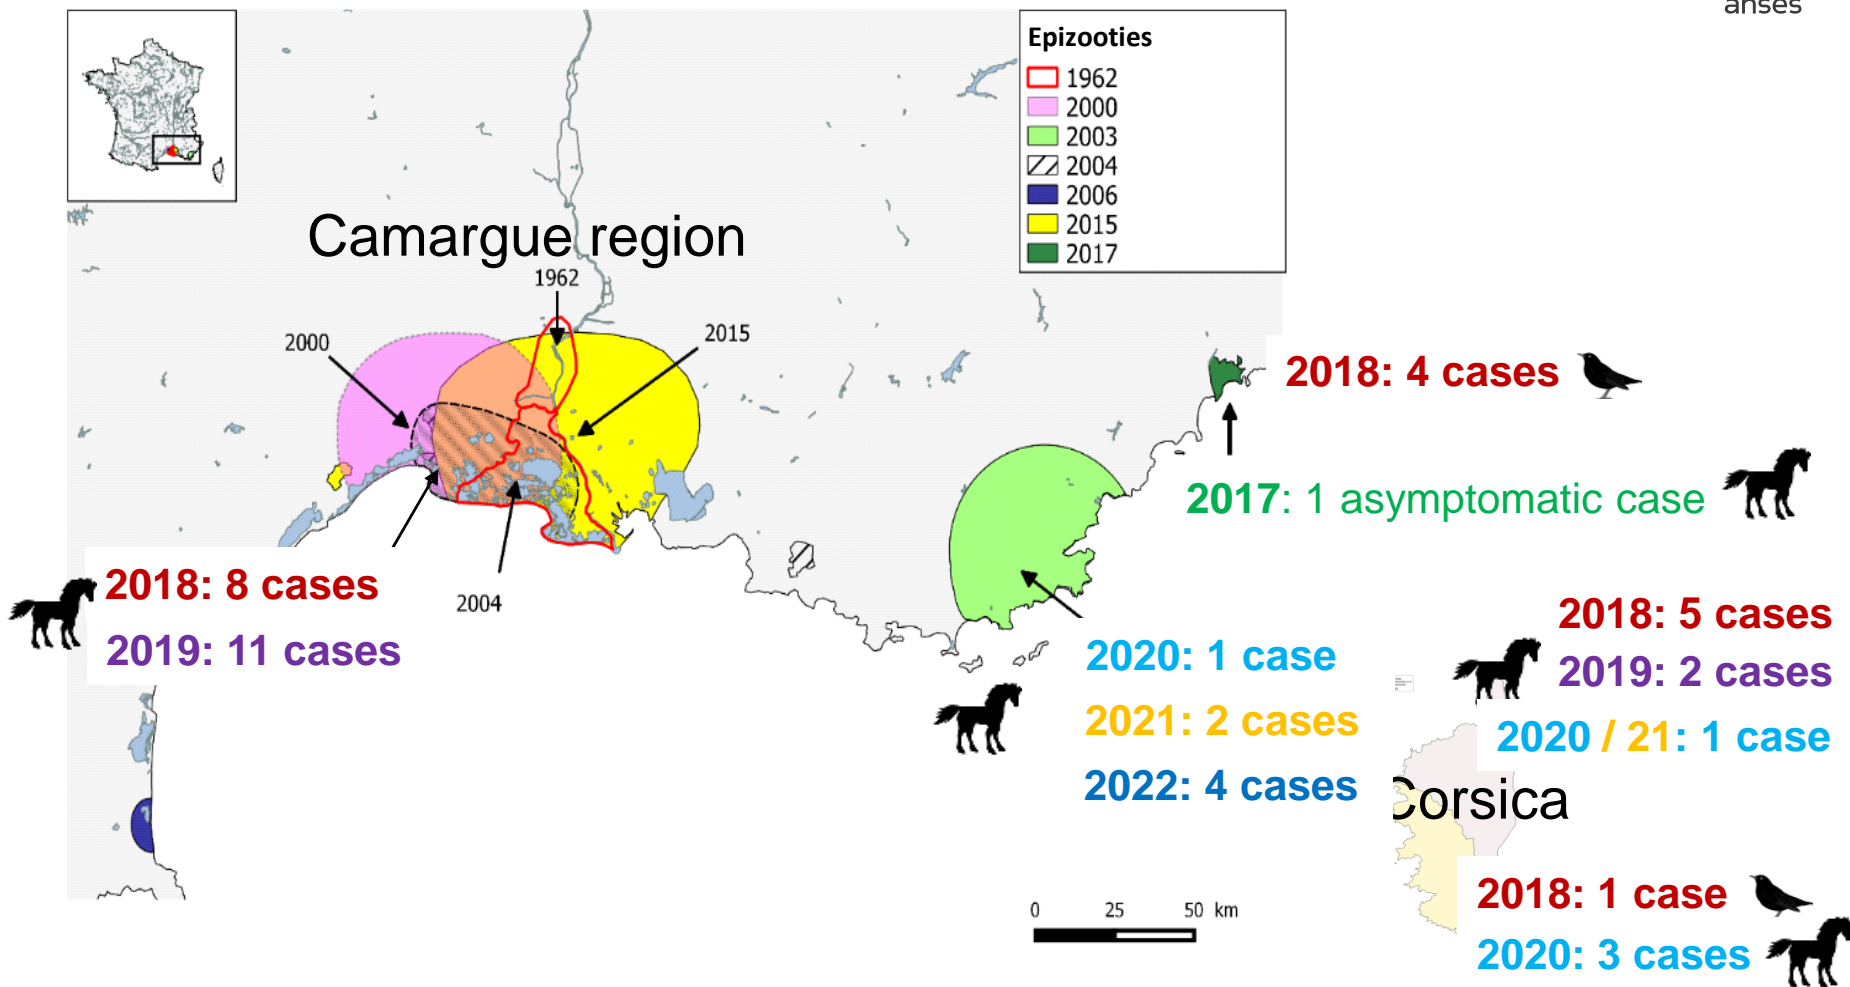 anses
Epizooties
1962
2000
2003
2004
2006
2015
2017
Camargue region
1962
2000
2015
2004
2018: 4 cases
2017: 1 asymptomatic case
2018: 8 cases
2019: 11 cases
2020: 1 case
2021: 2 cases
2022: 4 cases
2018: 5 cases
2019: 2 cases
2020 / 21: 1 case
Corsica
2018: 1 case
2020: 3 cases
0 25 50 km